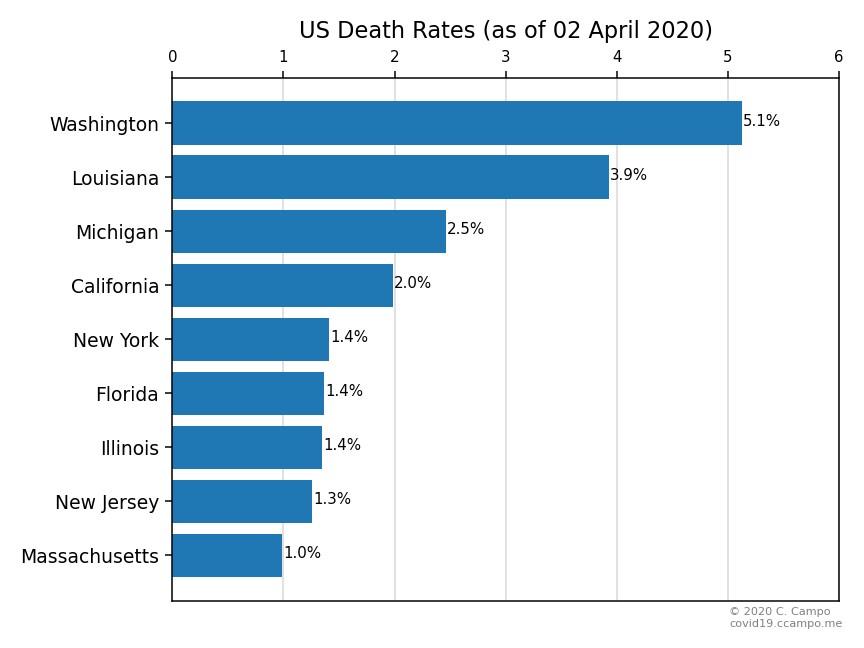 US Death Rates (as of 02 April 2020)
0 1 2 3 4 5 6
Washington 5.1%
Louisiana 3.9%
Michigan 2.5%
California 2.0%
New York 1.4%
Florida 1.4%
Illinois 1.4%
New Jersey 1.3%
Massachusetts 1.0%
© 2020 C. Campo
covid19.ccampo.me